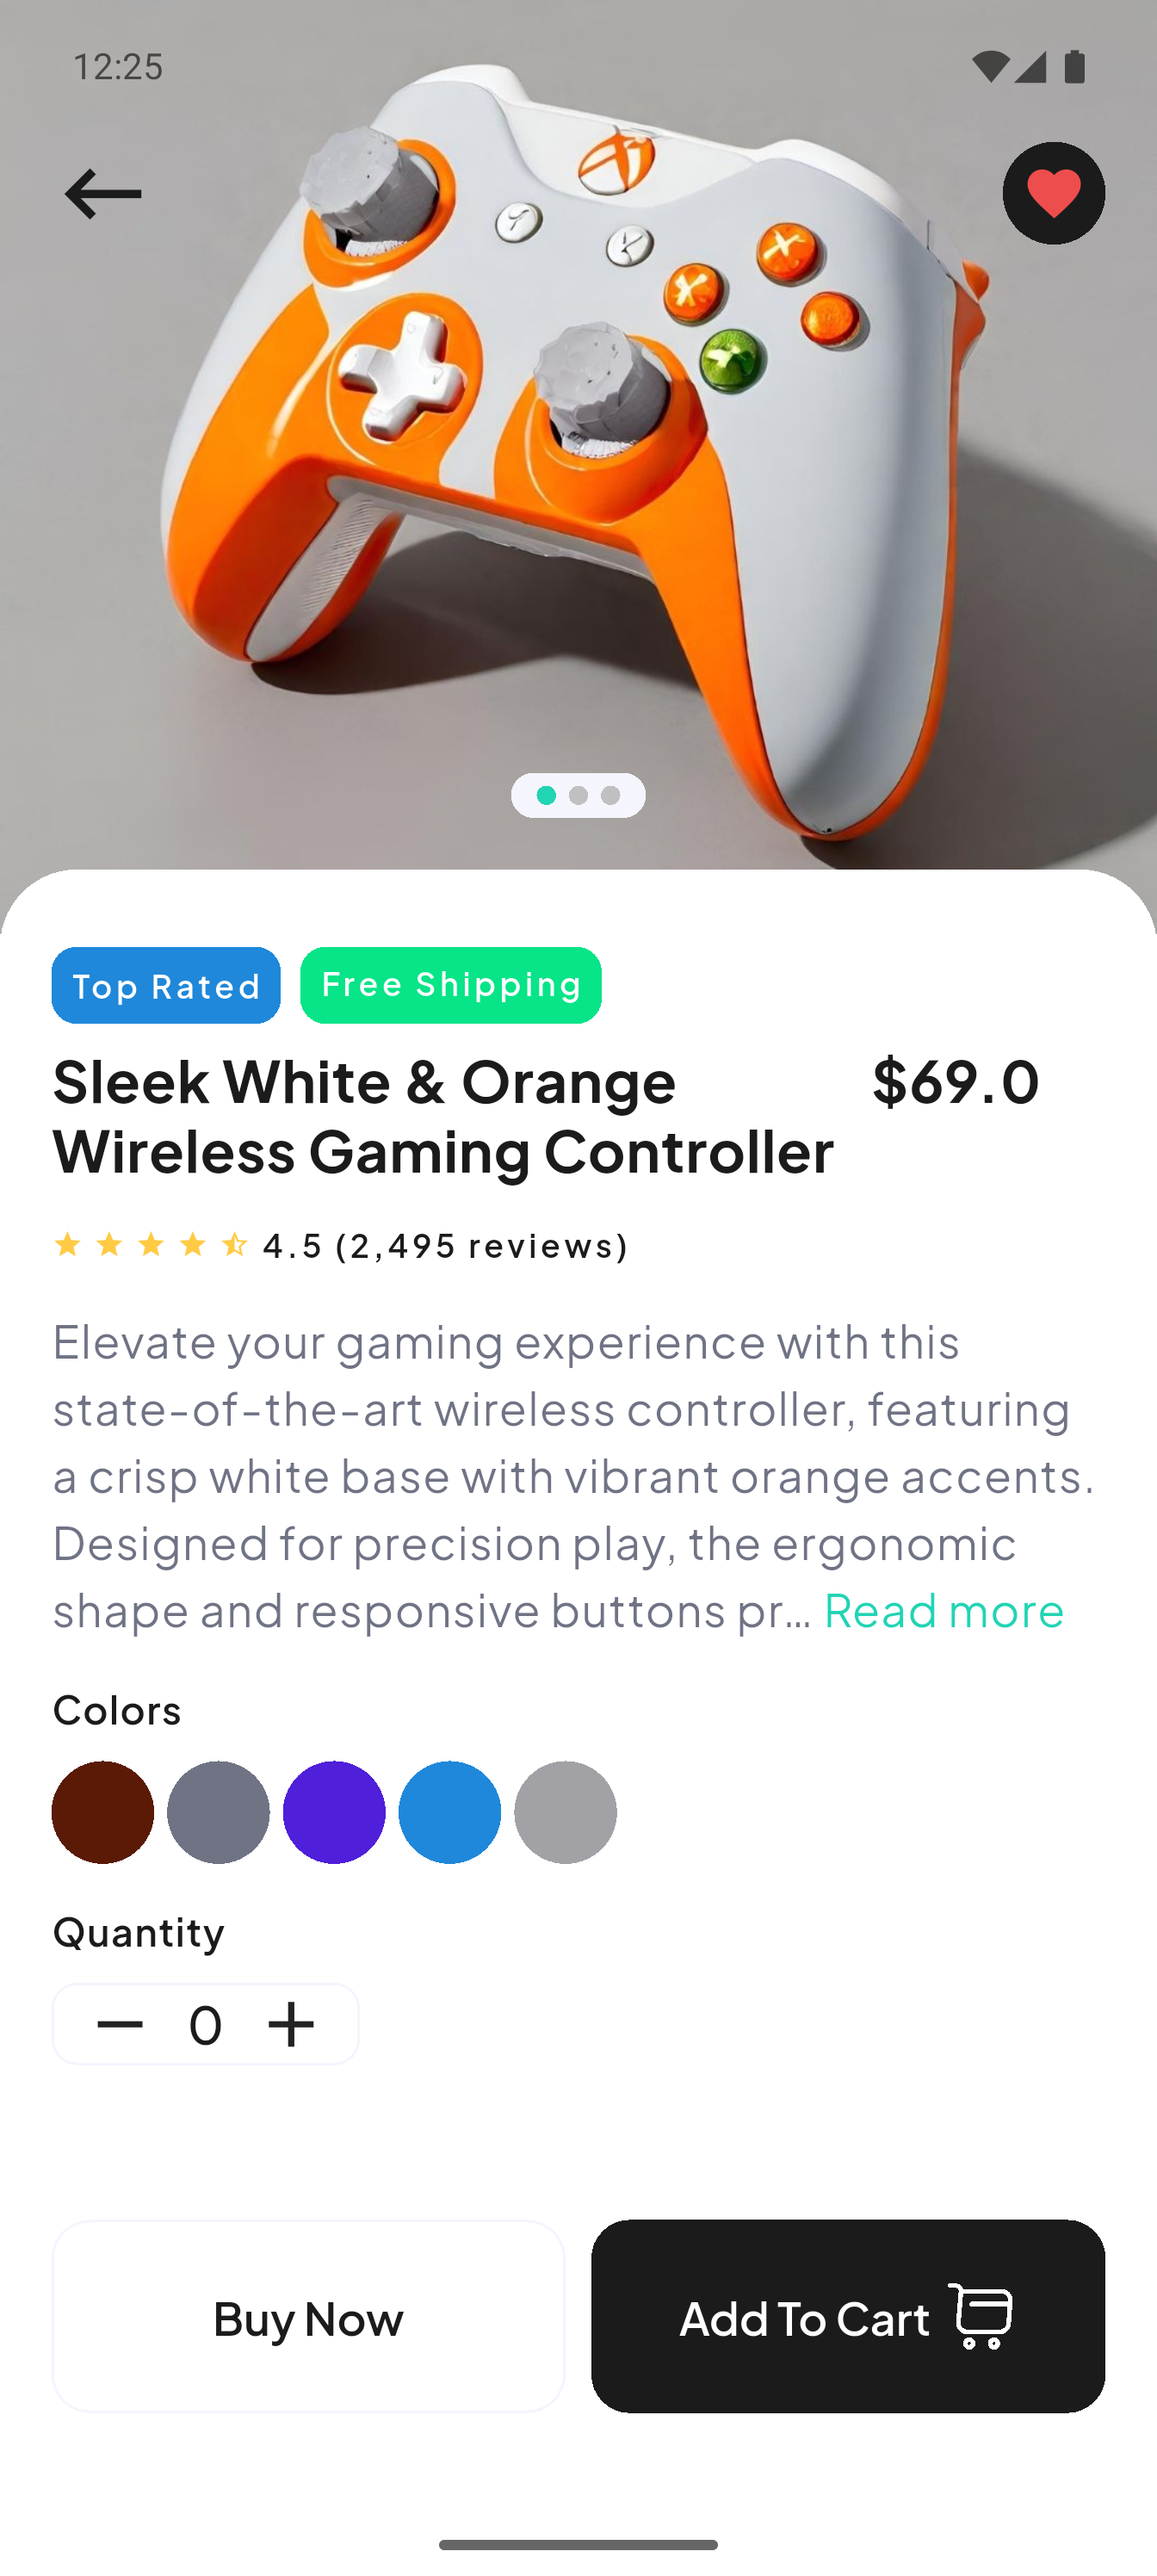 12:25
Top Rated
Free Shipping
Sleek White & Orange
Wireless Gaming Controller
$69.0
4.5 (2,495 reviews)
Elevate your gaming experience with this
state-of-the-art wireless controller, featuring
a crisp white base with vibrant orange accents.
Designed for precision play, the ergonomic
shape and responsive buttons pr... Read more
Colors
Quantity
0
Buy Now
Add To Cart